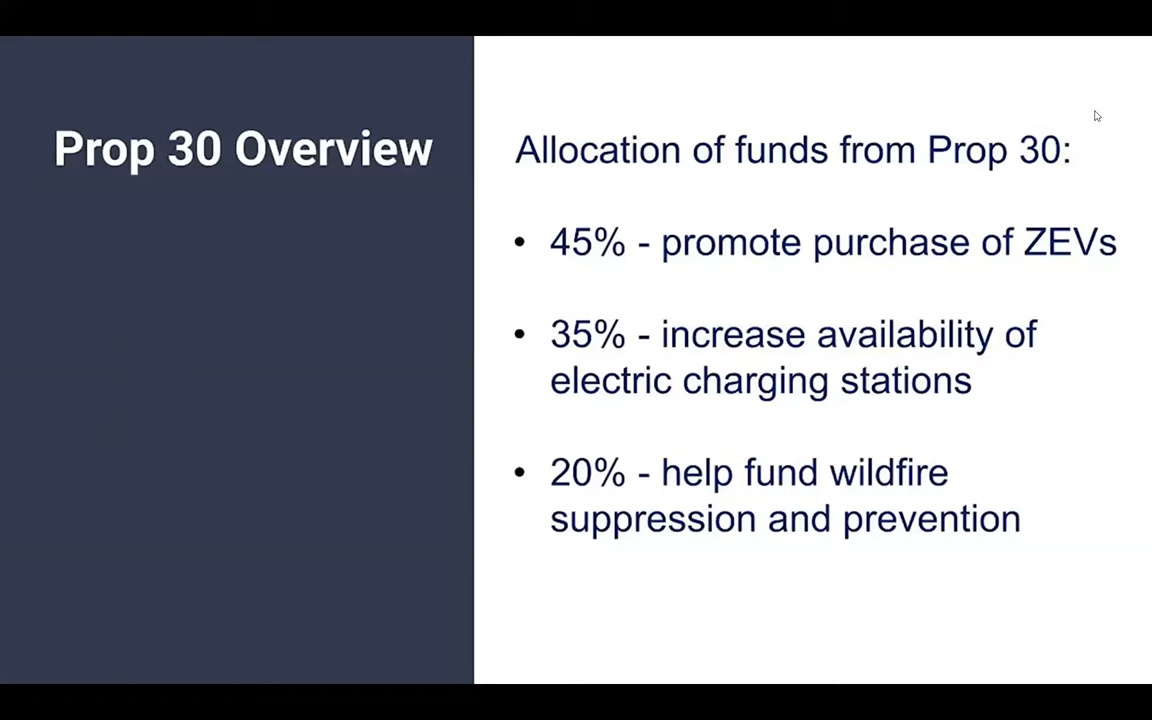 Prop 30 Overview
Allocation of funds from Prop 30:
• 45% - promote purchase of ZEVs
• 35% - increase availability of
electric charging stations
• 20% - help fund wildfire
suppression and prevention